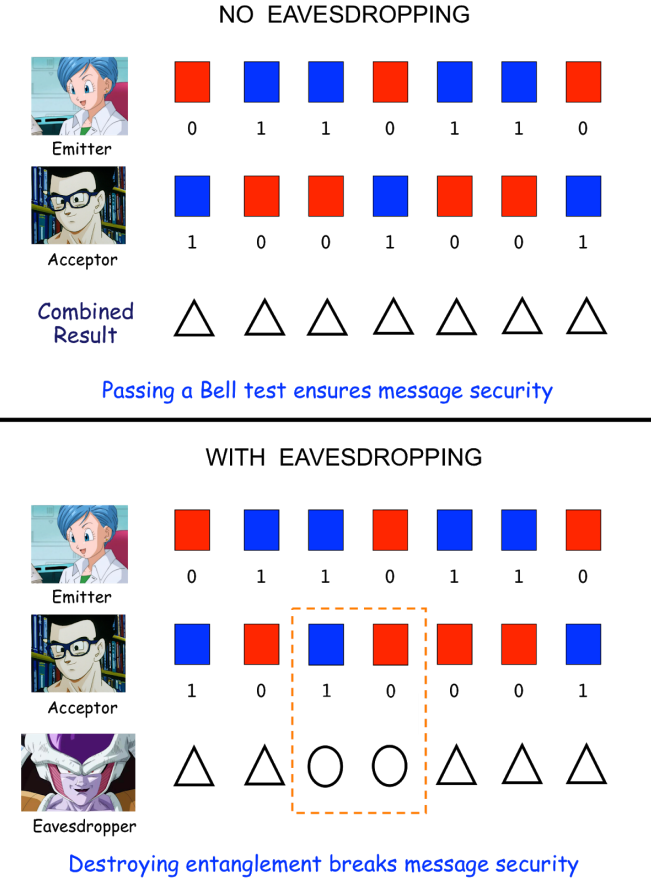 NO EAVESDROPPING
0 1 1 0 1 1 0
Emitter
1 0 0 1 0 0 1
Acceptor
Combined
Result
Passing a Bell test ensures message security
WITH EAVESDROPPING
0 1 1 0 1 1 0
Emitter
1 0 1 0 0 0 1
Acceptor
Eavesdropper
Destroying entanglement breaks message security